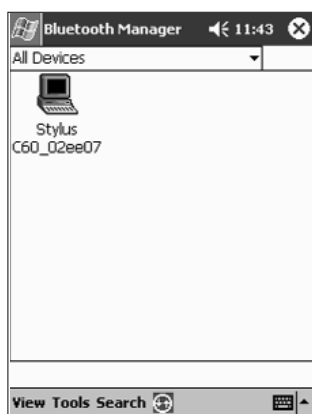 Bluetooth Manager 11:43
All Devices
Stylus
C60_02ee07
View Tools Search